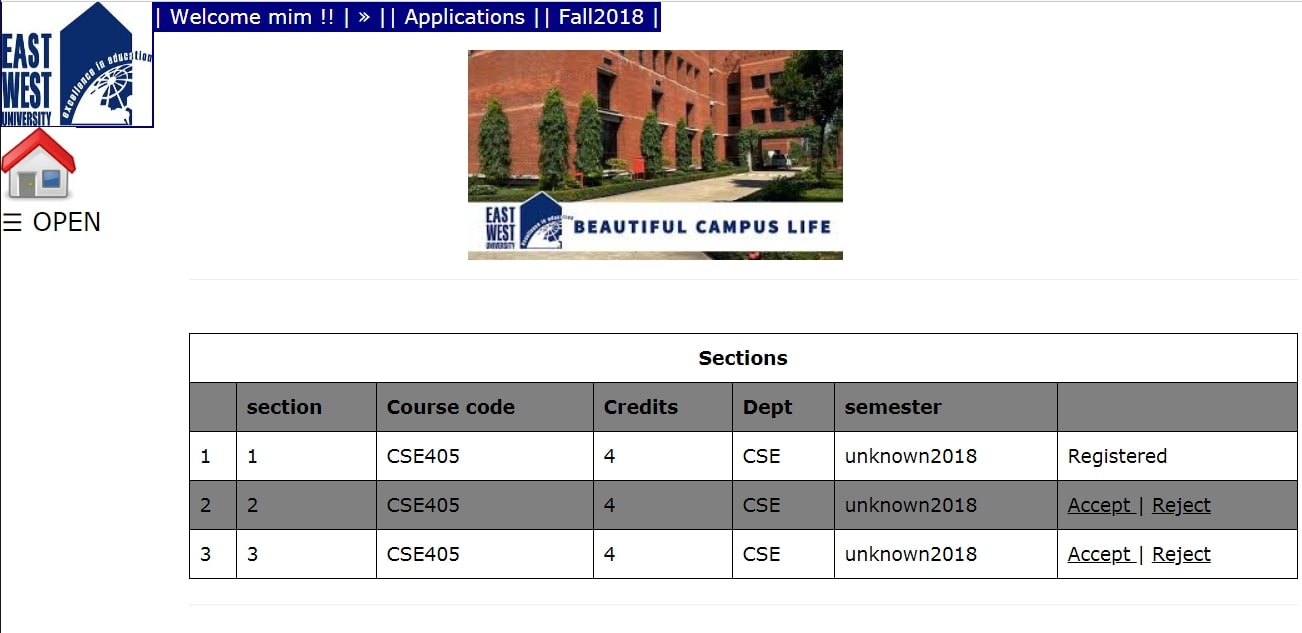 | Welcome mim !! | » || Applications || Fall2018 |
EAST
WEST
UNIVERSITY
excellence in education
☰ OPEN
EAST
WEST
UNIVERSITY
excellence in education
BEAUTIFUL CAMPUS LIFE
Sections
section Course code Credits Dept semester
1 1 CSE405 4 CSE unknown2018 Registered
2 2 CSE405 4 CSE unknown2018 Accept | Reject
3 3 CSE405 4 CSE unknown2018 Accept | Reject